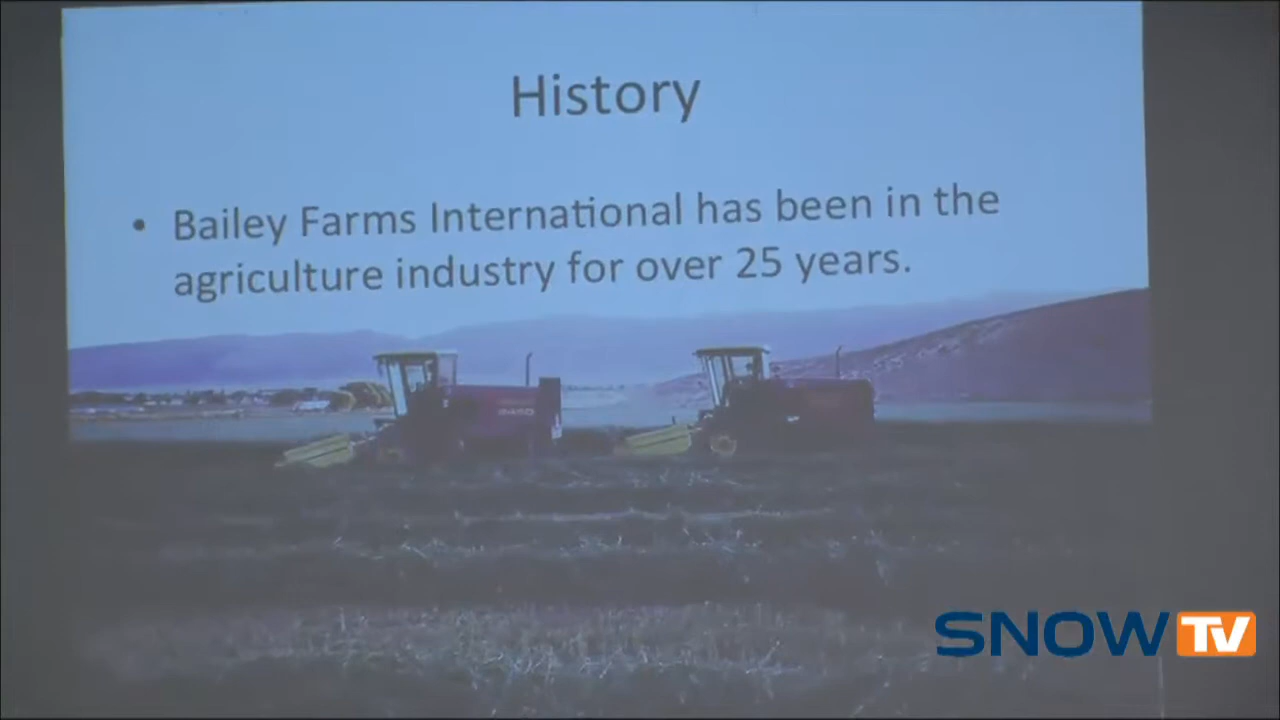 History
• Bailey Farms International has been in the
agriculture industry for over 25 years.
SNOW TV